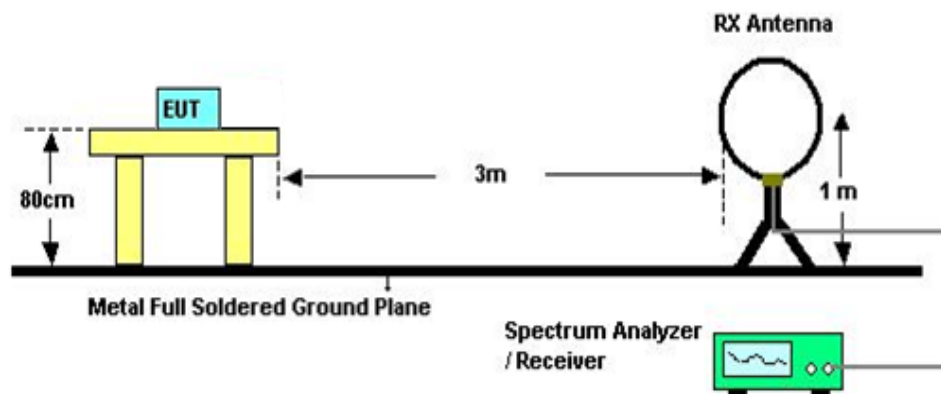 RX Antenna
EUT
80cm
3m
1 m
Metal Full Soldered Ground Plane
Spectrum Analyzer
/ Receiver